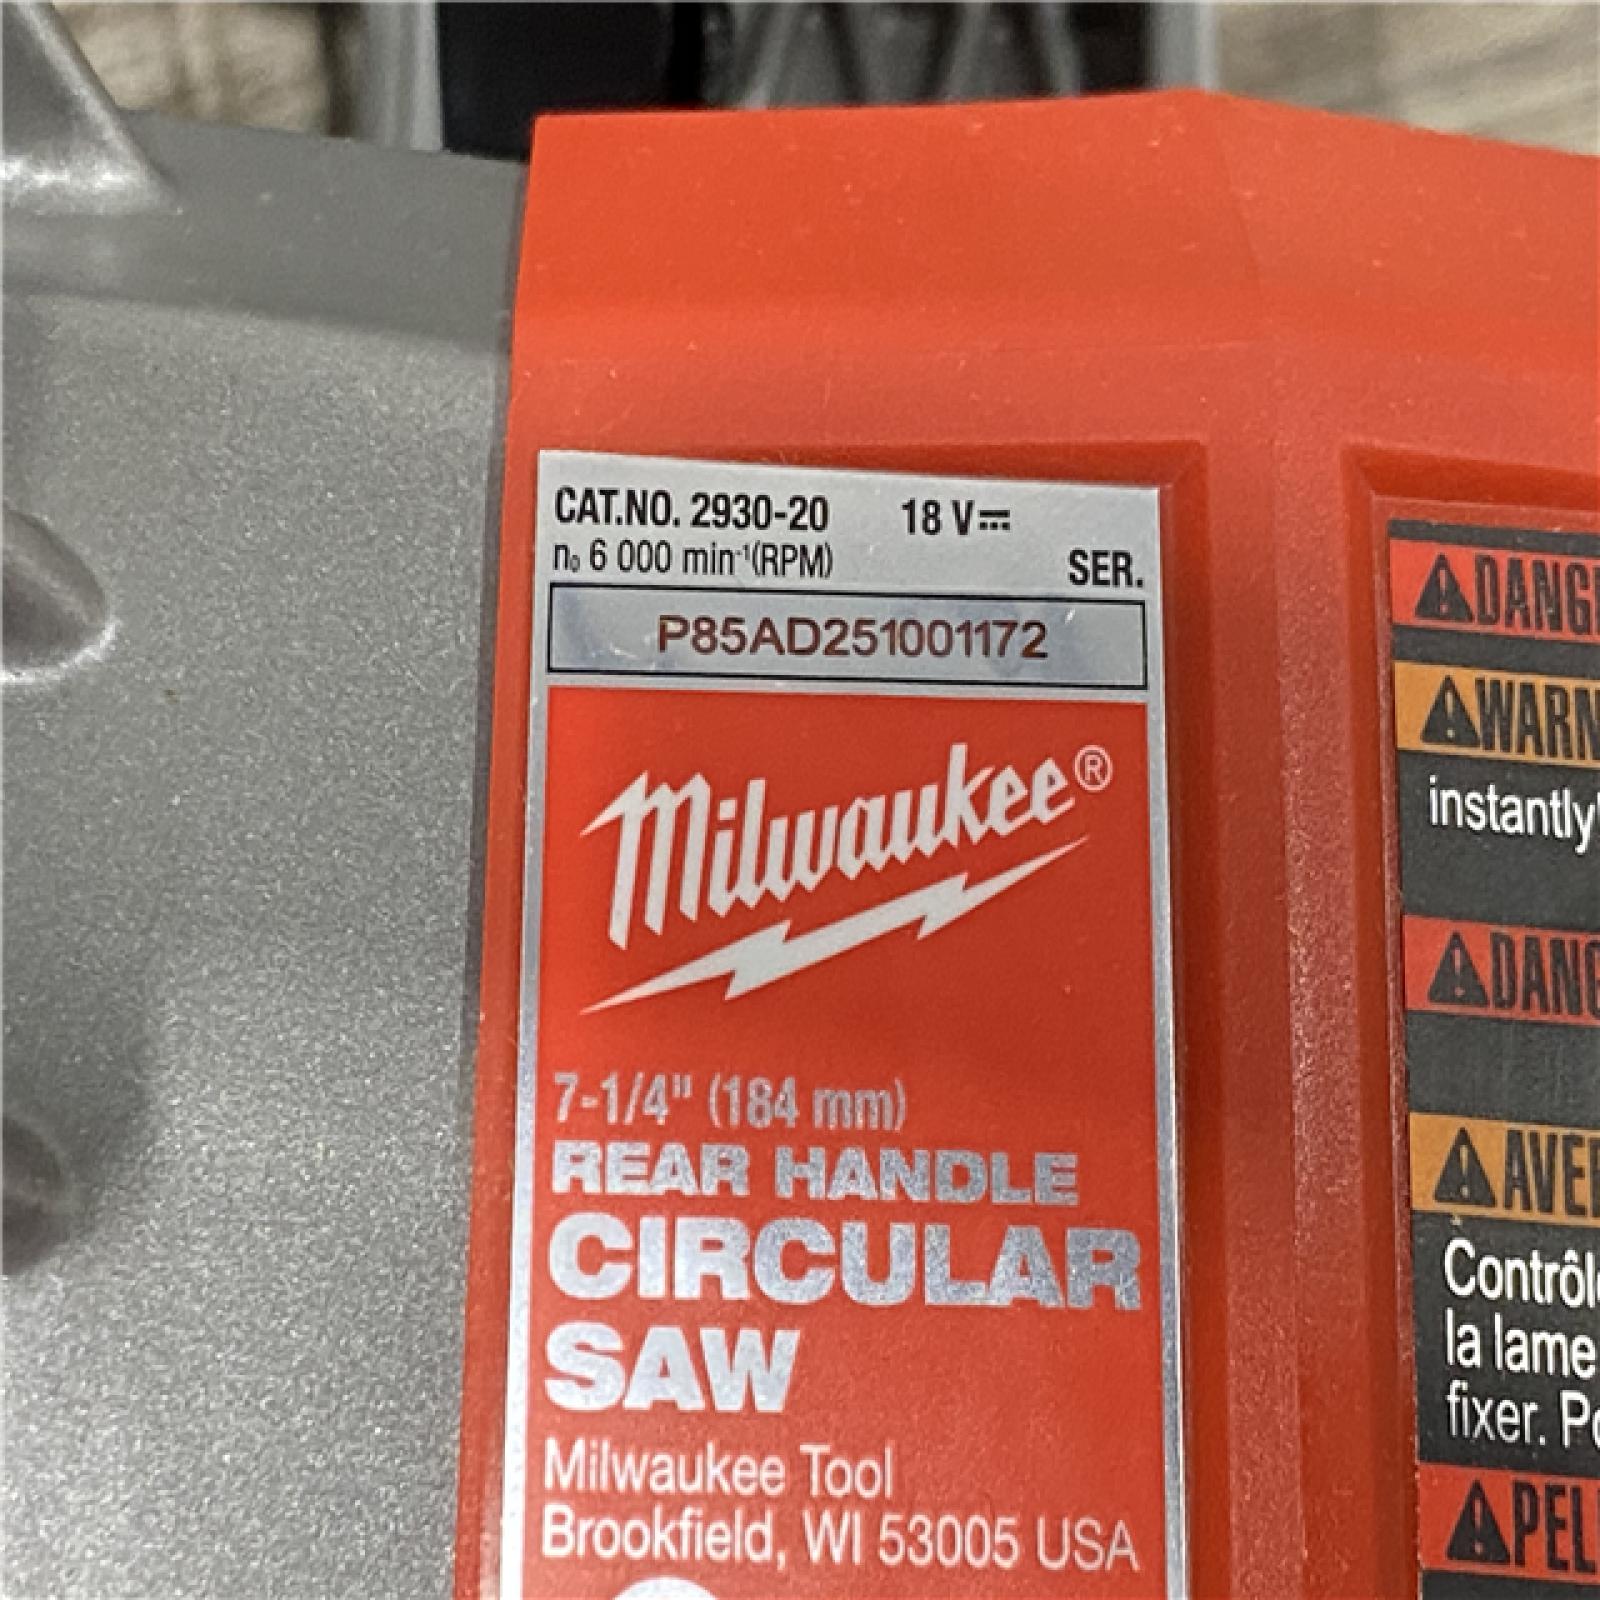 CAT.NO. 2930-20 18 V⎓
n₀ 6 000 min⁻¹(RPM)
SER.
P85AD251001172
Milwaukee®
7-1/4" (184 mm)
REAR HANDLE
CIRCULAR
SAW
Milwaukee Tool
Brookfield, WI 53005 USA
instantly
Contrôl
la lame
fixer.